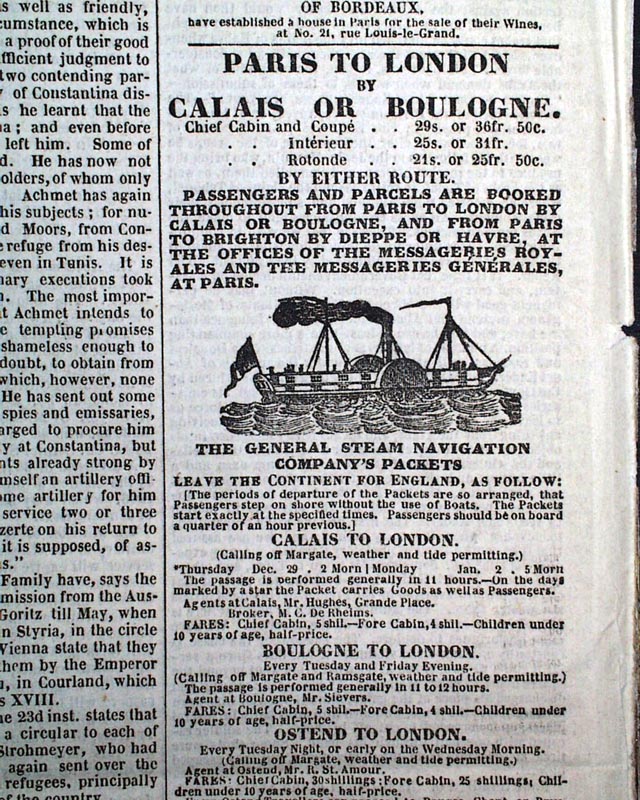 s well as friendly,
cumstance, which is
a proof of their good
fficient judgment to
two contending par-
y of Constantina dis-
s he learnt that the
na; and even before
left him. Some of
d. He has now not
olders, of whom only
Achmet has again
his subjects; for nu-
d Moors, from Con-
e refuge from his des-
even in Tunis. It is
nary executions took
n. The most impor-
t Achmet intends to
e tempting promises
shameless enough to
doubt, to obtain from
which, however, none
He has sent out some
spies and emissaries,
arged to procure him
y at Constantina, but
nts already strong by
mself an artillery offi-
ome artillery for him
service two or three
zerte on his return to
it is supposed, of as-
s."
Family have, says the
mission from the Aus-
Goritz till May, when
n Styria, in the circle
Vienna state that they
them by the Emperor
u, in Courland, which
s XVIII.
he 23d inst. states that
a circular to each of
Strohmeyer, who had
again sent over the
refugees, principally
of the country
OF BORDEAUX,
have established a house in Paris for the sale of their Wines,
at No. 21, rue Louis-le-Grand.
PARIS TO LONDON
BY
CALAIS OR BOULOGNE.
Chief Cabin and Coupé . . 29s. or 36fr. 50c.
. . Intérieur . . 25s. or 31fr.
. . Rotonde . . 21s. or 25fr. 50c.
BY EITHER ROUTE.
PASSENGERS AND PARCELS ARE BOOKED
THROUGHOUT FROM PARIS TO LONDON BY
CALAIS OR BOULOGNE, AND FROM PARIS
TO BRIGHTON BY DIEPPE OR HAVRE, AT
THE OFFICES OF THE MESSAGERIES ROY-
ALES AND THE MESSAGERIES GÉNÉRALES,
AT PARIS.
THE GENERAL STEAM NAVIGATION
COMPANY'S PACKETS
LEAVE THE CONTINENT FOR ENGLAND, AS FOLLOW:
[The periods of departure of the Packets are so arranged, that
Passengers step on shore without the use of Boats. The Packets
start exactly at the specified times. Passengers should be on board
a quarter of an hour previous.]
CALAIS TO LONDON.
(Calling off Margate, weather and tide permitting.)
*Thursday Dec. 29 . 2 Morn | Monday Jan. 2 . 5 Morn
The passage is performed generally in 11 hours.—On the days
marked by a star the Packet carries Goods as well as Passengers.
Agents at Calais, Mr. Hughes, Grande Place.
Broker, M. C. De Rheims.
FARES: Chief Cabin, 5 shil.—Fore Cabin, 4 shil.—Children under
10 years of age, half-price.
BOULOGNE TO LONDON.
Every Tuesday and Friday Evening.
(Calling off Margate and Ramsgate, weather and tide permitting.)
The passage is performed generally in 11 to 12 hours.
Agent at Boulogne, Mr. Sievers.
FARES: Chief Cabin, 5 shil.—Fore Cabin, 4 shil.—Children under
10 years of age, half-price.
OSTEND TO LONDON.
Every Tuesday Night, or early on the Wednesday Morning.
(Calling off Margate, weather and tide permitting.)
Agent at Ostend, Mr. R. St. Amour.
FARES: Chief Cabin, 30 shillings: Fore Cabin, 25 shillings; Chil-
dren under 10 years of age, half-price.